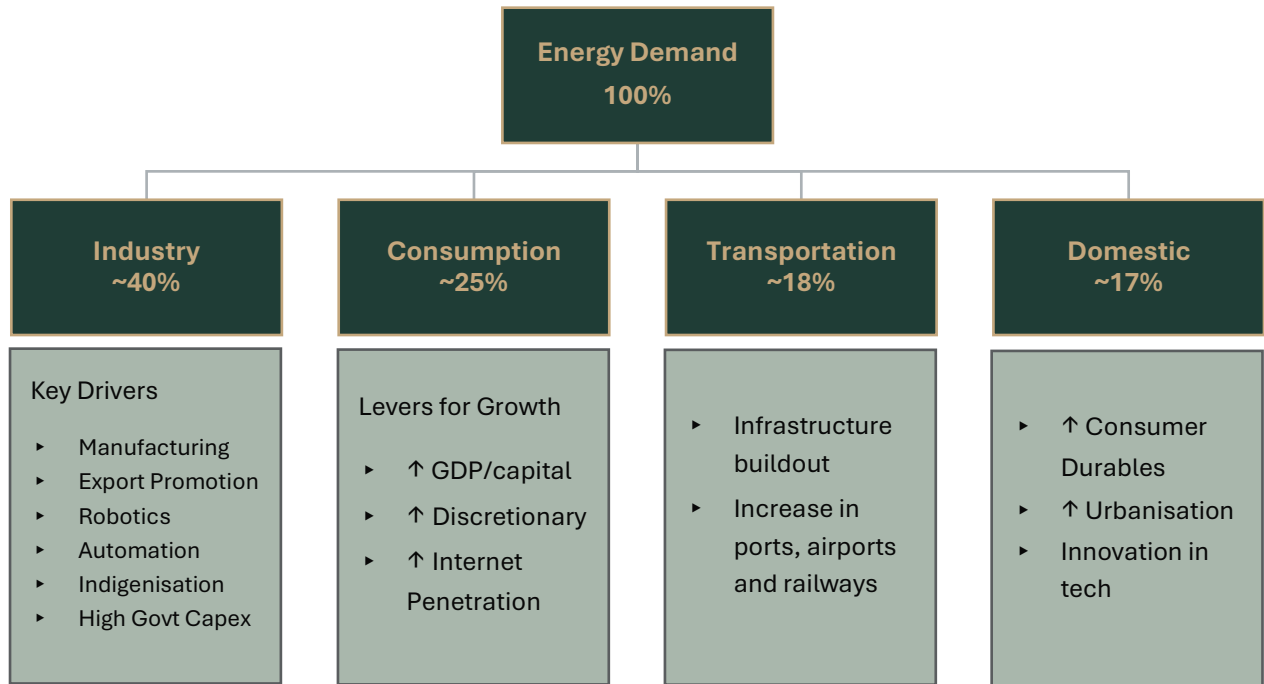 Energy Demand
100%
Industry
~40%
Consumption
~25%
Transportation
~18%
Domestic
~17%
Key Drivers
▸ Manufacturing
▸ Export Promotion
▸ Robotics
▸ Automation
▸ Indigenisation
▸ High Govt Capex
Levers for Growth
▸ ↑ GDP/capital
▸ ↑ Discretionary
▸ ↑ Internet
Penetration
▸ Infrastructure
buildout
▸ Increase in
ports, airports
and railways
▸ ↑ Consumer
Durables
▸ ↑ Urbanisation
▸ Innovation in
tech